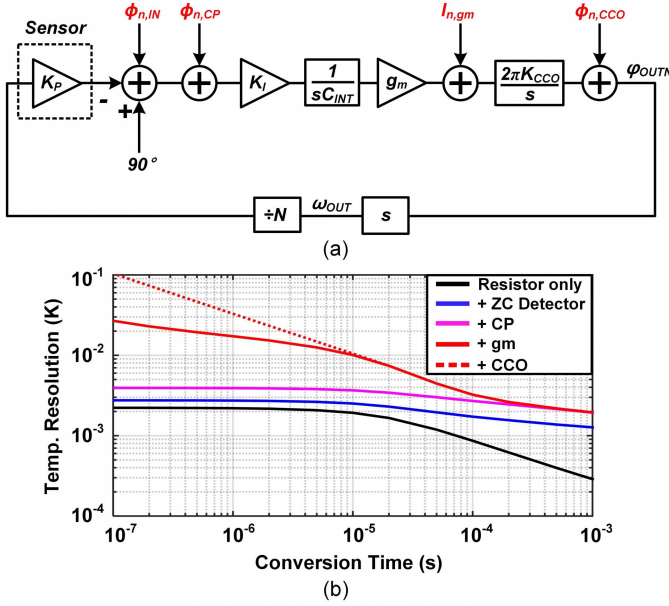 Sensor
ϕn,IN
ϕn,CP
In,gm
ϕn,CCO
KP
-
+
+
+
KI
1
sCINT
gm
+
2πKCCO
s
+
φOUTN
90°
÷N
ωOUT
s
(a)
Temp. Resolution (K)
10-1
10-2
10-3
10-4
Resistor only
+ ZC Detector
+ CP
+ gm
+ CCO
10-7
10-6
10-5
10-4
10-3
Conversion Time (s)
(b)